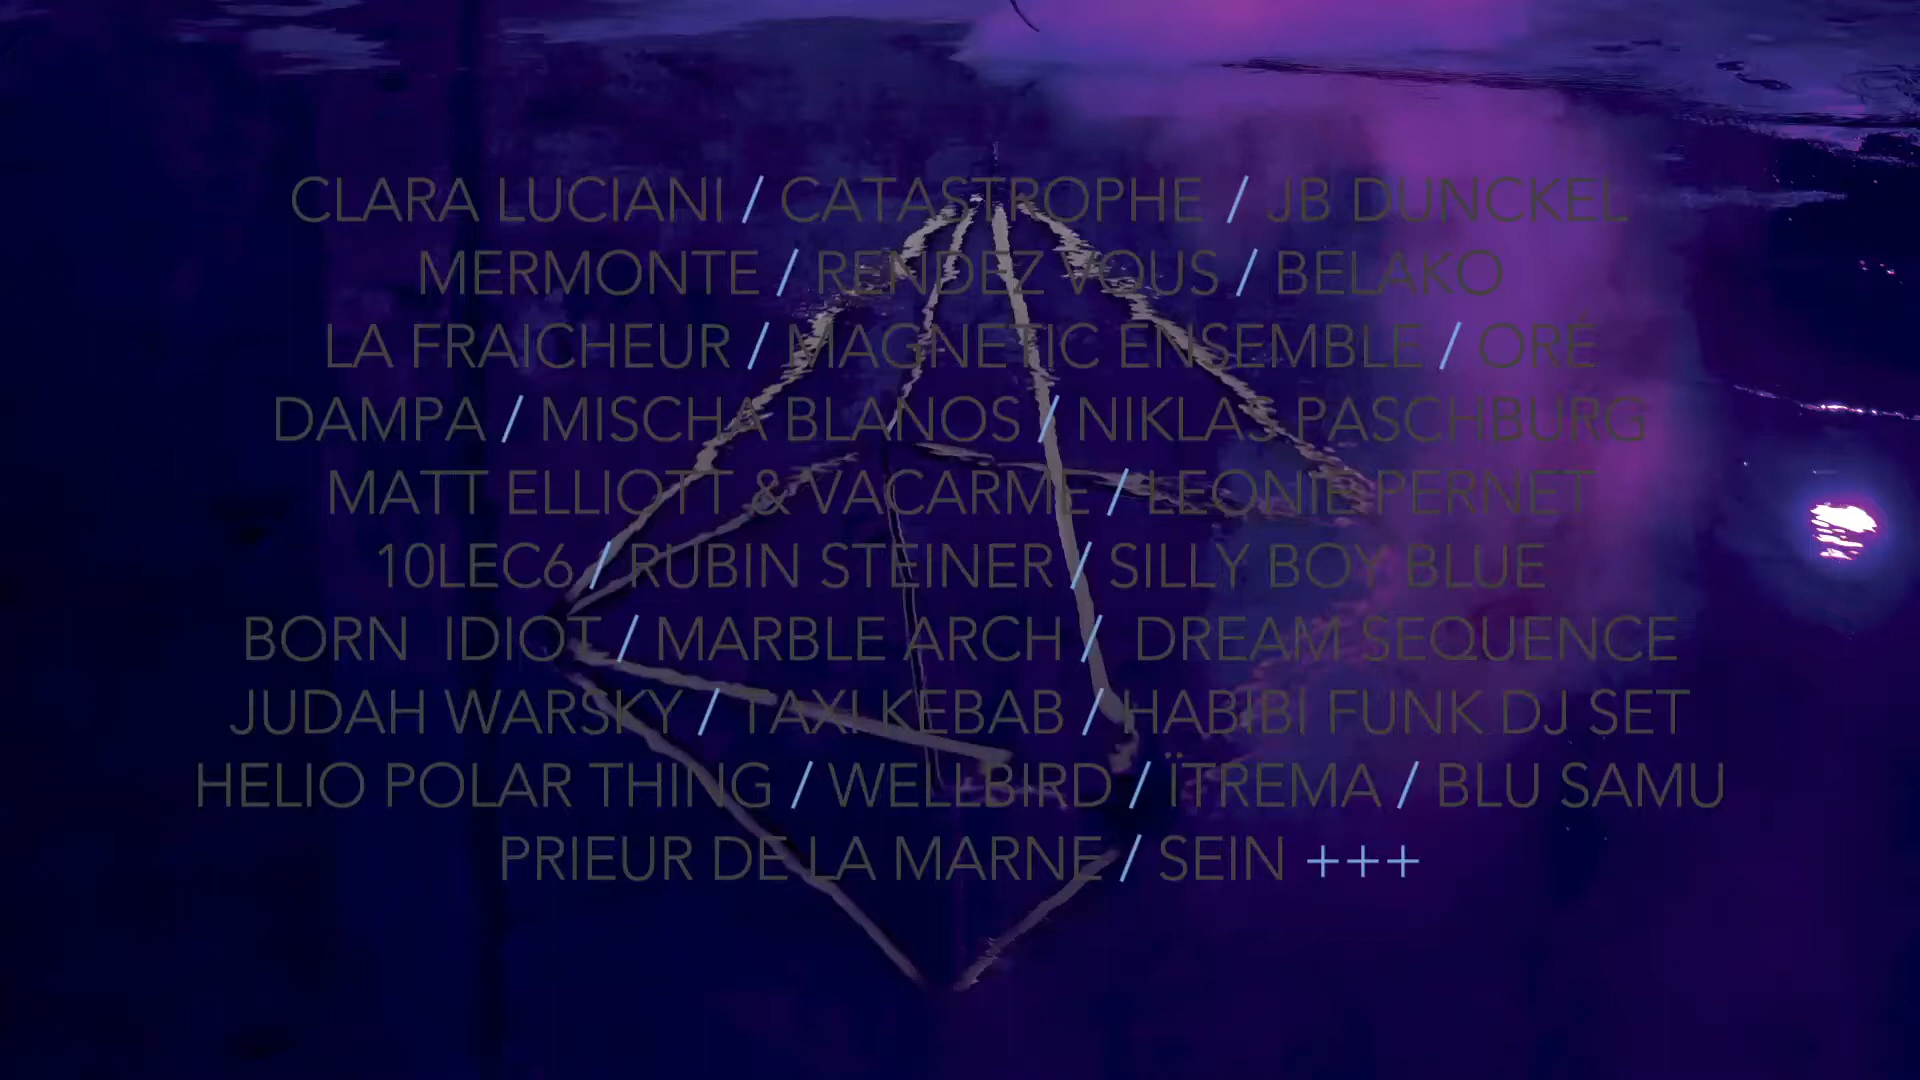 CLARA LUCIANI / CATASTROPHE / JB DUNCKEL
MERMONTE / RENDEZ VOUS / BELAKO
LA FRAICHEUR / MAGNETIC ENSEMBLE / ORÉ
DAMPA / MISCHA BLANOS / NIKLAS PASCHBURG
MATT ELLIOTT & VACARME / LEONIE PERNET
10LEC6 / RUBIN STEINER / SILLY BOY BLUE
BORN IDIOT / MARBLE ARCH / DREAM SEQUENCE
JUDAH WARSKY / TAXI KEBAB / HABIBI FUNK DJ SET
HELIO POLAR THING / WELLBIRD / ÏTREMA / BLU SAMU
PRIEUR DE LA MARNE / SEIN +++